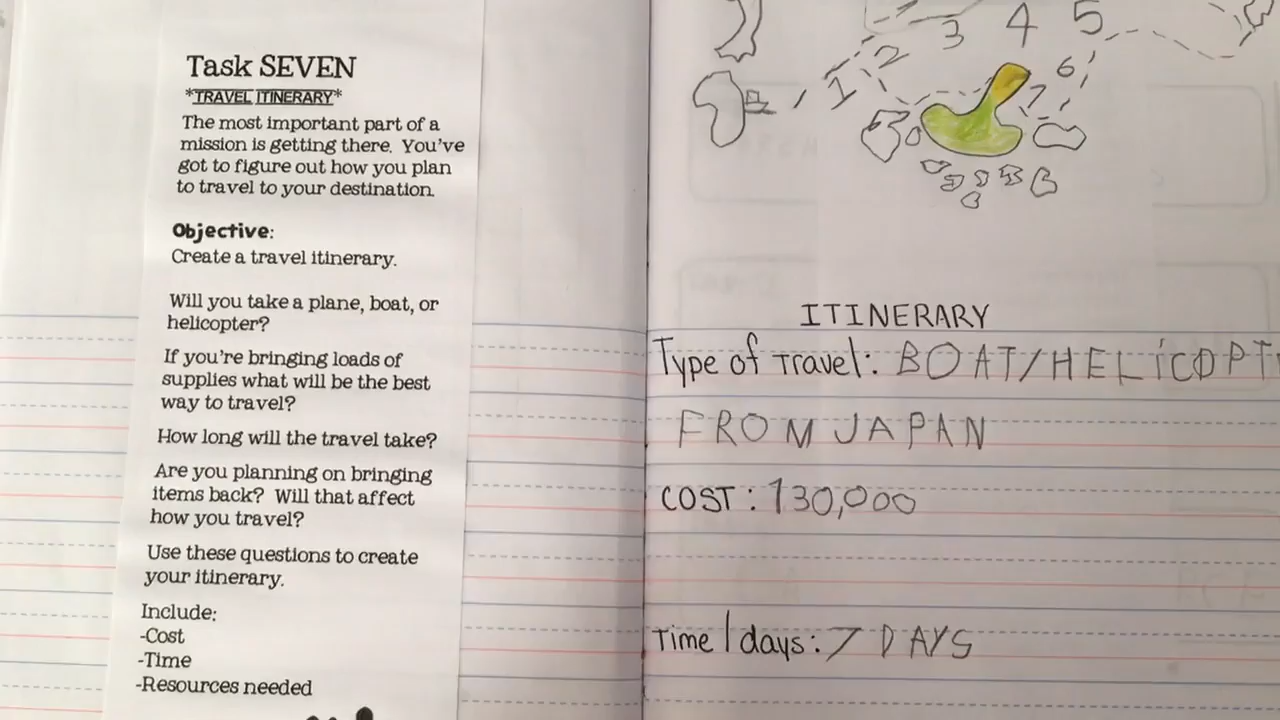 Task SEVEN
*TRAVEL ITINERARY*
The most important part of a
mission is getting there. You've
got to figure out how you plan
to travel to your destination.
Objective:
Create a travel itinerary.
Will you take a plane, boat, or
helicopter?
If you're bringing loads of
supplies what will be the best
way to travel?
How long will the travel take?
Are you planning on bringing
items back? Will that affect
how you travel?
Use these questions to create
your itinerary.
Include:
-Cost
-Time
-Resources needed
1 2 3 4 5 6 7
ITINERARY
Type of Travel: BOAT/
FROM JAPAN
COST: 130,000
Time/days: 7 DAYS